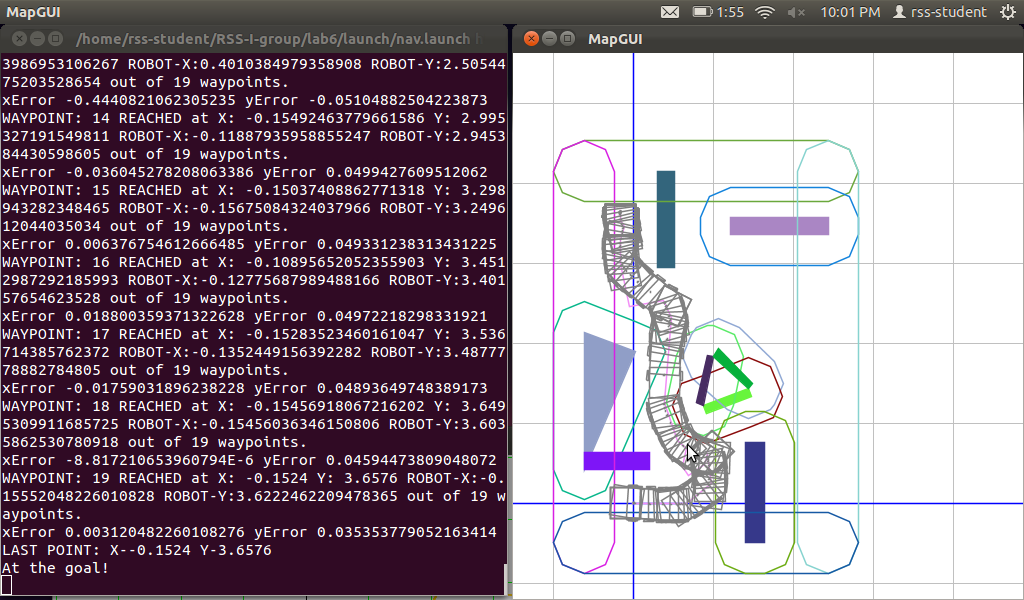 MapGUI
1:55
10:01 PM
rss-student
/home/rss-student/RSS-I-group/lab6/launch/nav.launch
MapGUI
3986953106267 ROBOT-X:0.4010384979358908 ROBOT-Y:2.50544
75203528654 out of 19 waypoints.
xError -0.4440821062305235 yError -0.05104882504223873
WAYPOINT: 14 REACHED at X: -0.15492463779661586 Y: 2.995
327191549811 ROBOT-X:-0.11887935958855247 ROBOT-Y:2.9453
84430598605 out of 19 waypoints.
xError -0.036045278208063386 yError 0.0499427609512062
WAYPOINT: 15 REACHED at X: -0.15037408862771318 Y: 3.298
943282348465 ROBOT-X:-0.15675084324037966 ROBOT-Y:3.2496
12044035034 out of 19 waypoints.
xError 0.006376754612666485 yError 0.049331238313431225
WAYPOINT: 16 REACHED at X: -0.10895652052355903 Y: 3.451
29872292185993 ROBOT-X:-0.12775687989488166 ROBOT-Y:3.401
57654623528 out of 19 waypoints.
xError 0.018800359371322628 yError 0.04972218298331921
WAYPOINT: 17 REACHED at X: -0.15283523460161047 Y: 3.536
714385762372 ROBOT-X:-0.1352449156392282 ROBOT-Y:3.48777
78882784805 out of 19 waypoints.
xError -0.01759031896238228 yError 0.04893649748389173
WAYPOINT: 18 REACHED at X: -0.15456918067216202 Y: 3.649
5309911685725 ROBOT-X:-0.15456036346150806 ROBOT-Y:3.603
5862530780918 out of 19 waypoints.
xError -8.817210653960794E-6 yError 0.04594473809048072
WAYPOINT: 19 REACHED at X: -0.1524 Y: 3.6576 ROBOT-X:-0.
15552048226010828 ROBOT-Y:3.6222462209478365 out of 19 w
aypoints.
xError 0.003120482260108276 yError 0.035353779052163414
LAST POINT: X--0.1524 Y-3.6576
At the goal!